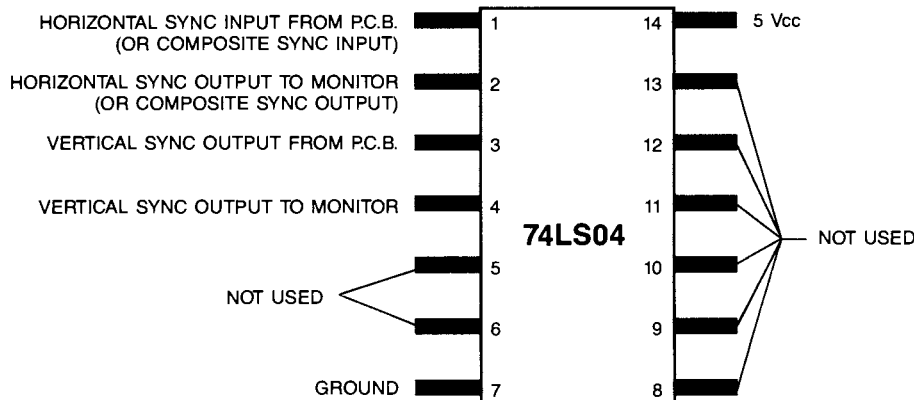 HORIZONTAL SYNC INPUT FROM P.C.B.
(OR COMPOSITE SYNC INPUT)
1
14
5 Vcc
HORIZONTAL SYNC OUTPUT TO MONITOR
(OR COMPOSITE SYNC OUTPUT)
2
13
VERTICAL SYNC OUTPUT FROM P.C.B.
3
12
VERTICAL SYNC OUTPUT TO MONITOR
4
11
74LS04
NOT USED
5
10
NOT USED
6
9
GROUND
7
8